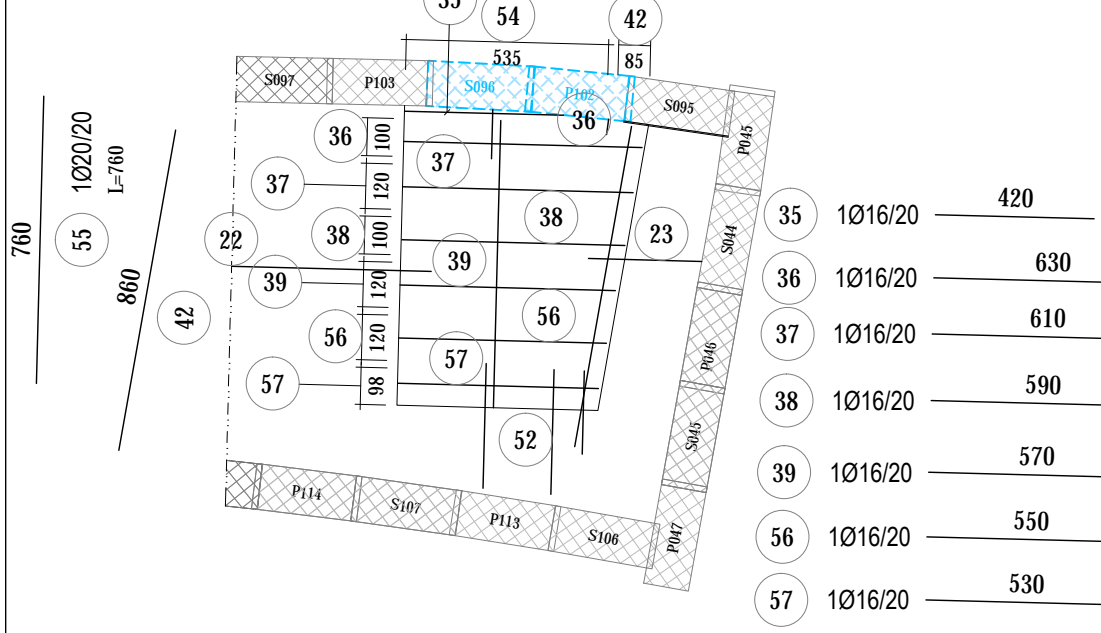 35
54
42
535
85
S097
P103
S096
P102
S095
P045
36
100
37
36
37
120
38
22
38
100
39
39
23
S044
120
56
56
120
P046
57
57
98
S045
52
P114
S107
P113
S106
P047
760
55
1Ø20/20
L=760
860
42
35 1Ø16/20 420
36 1Ø16/20 630
37 1Ø16/20 610
38 1Ø16/20 590
39 1Ø16/20 570
56 1Ø16/20 550
57 1Ø16/20 530